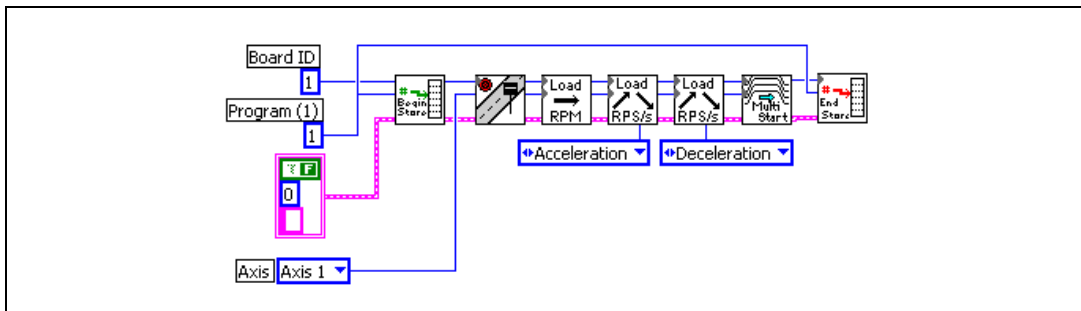 Board ID
1
Program (1)
1
# Begin Store
Load RPM
Load RPS/s
Load RPS/s
Multi Start
# End Store
Acceleration
Deceleration
F
0
Axis Axis 1